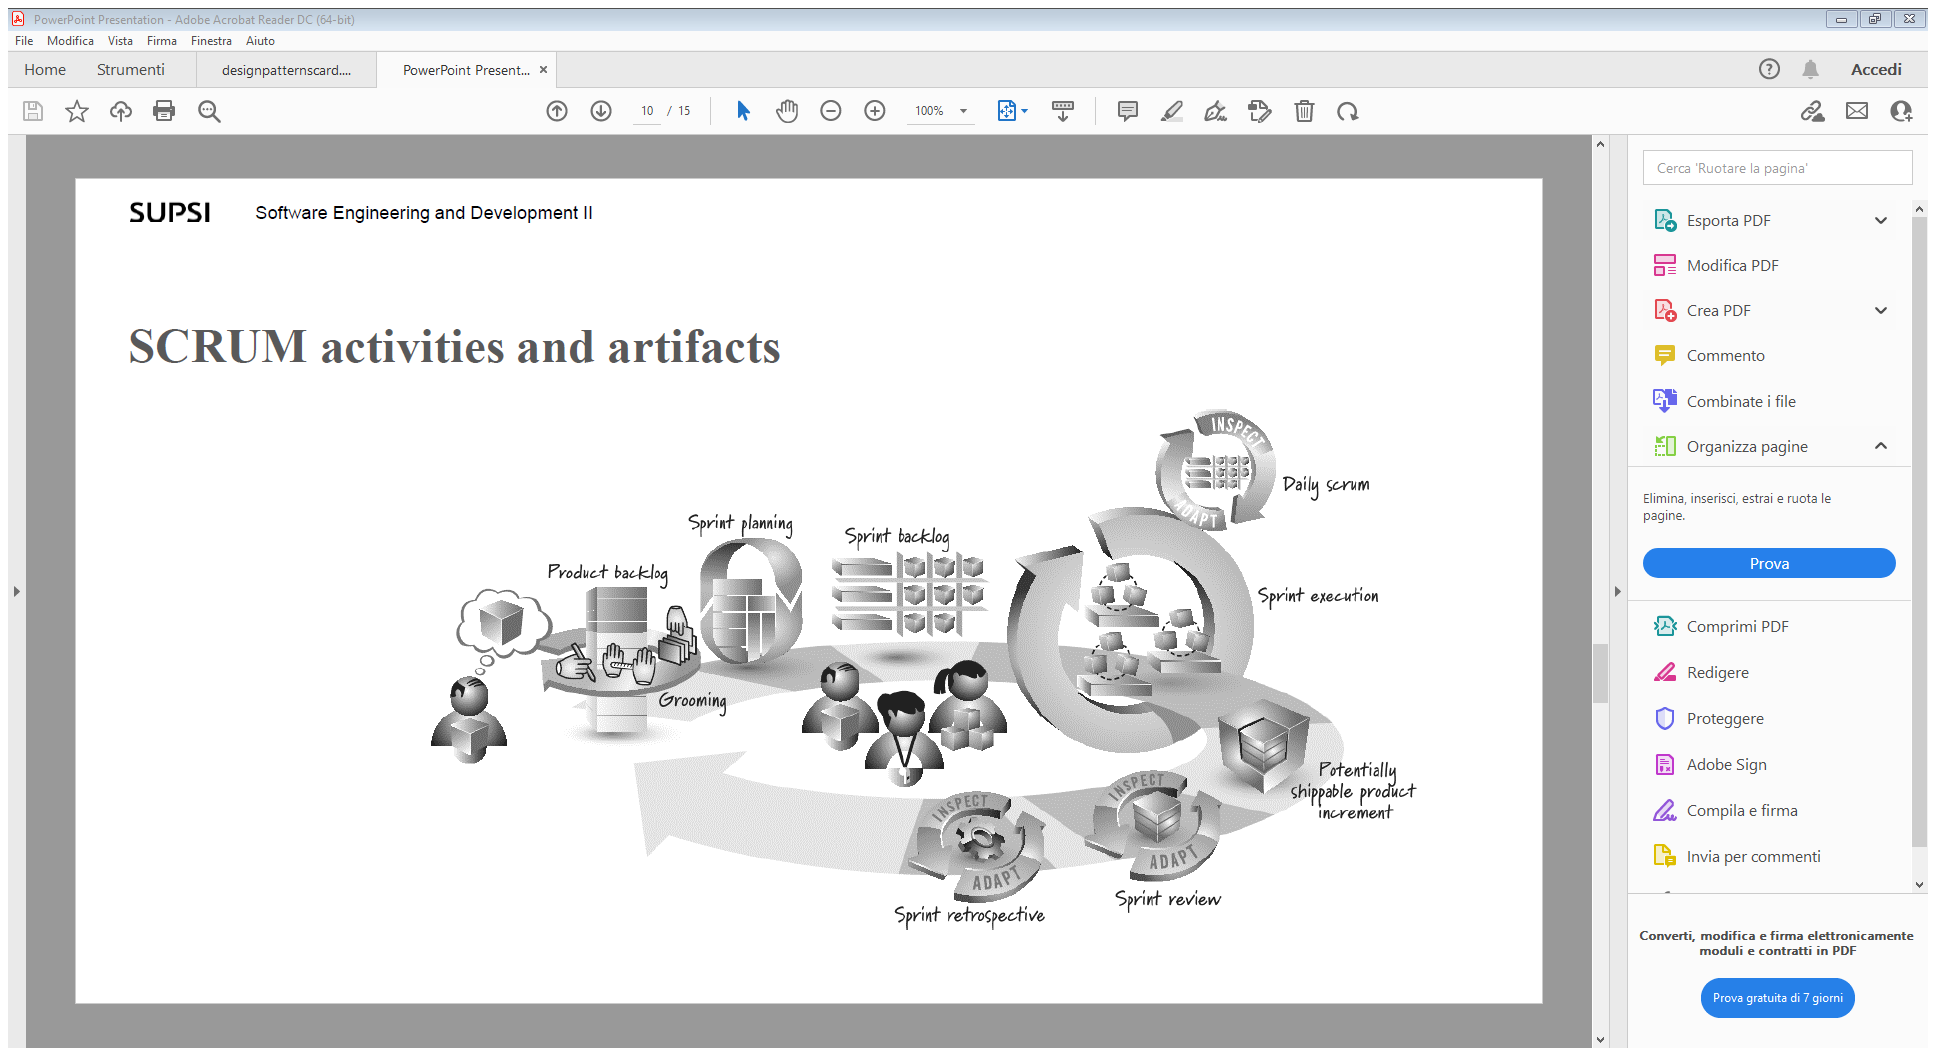 PowerPoint Presentation - Adobe Acrobat Reader DC (64-bit)
File Modifica Vista Firma Finestra Aiuto
Home Strumenti designpatternscard.... PowerPoint Present... Accedi
10 / 15 100%
Cerca 'Ruotare la pagina'
Esporta PDF
Modifica PDF
Crea PDF
Commento
Combinate i file
Organizza pagine
Elimina, inserisci, estrai e ruota le
pagine.
Prova
Comprimi PDF
Redigere
Proteggere
Adobe Sign
Compila e firma
Invia per commenti
Converti, modifica e firma elettronicamente
moduli e contratti in PDF
Prova gratuita di 7 giorni
SUPSI Software Engineering and Development II
SCRUM activities and artifacts
INSPECT
ADAPT
Daily scrum
Sprint planning
Sprint backlog
Product backlog
Sprint execution
Grooming
Potentially
shippable product
increment
INSPECT
ADAPT
Sprint review
INSPECT
ADAPT
Sprint retrospective